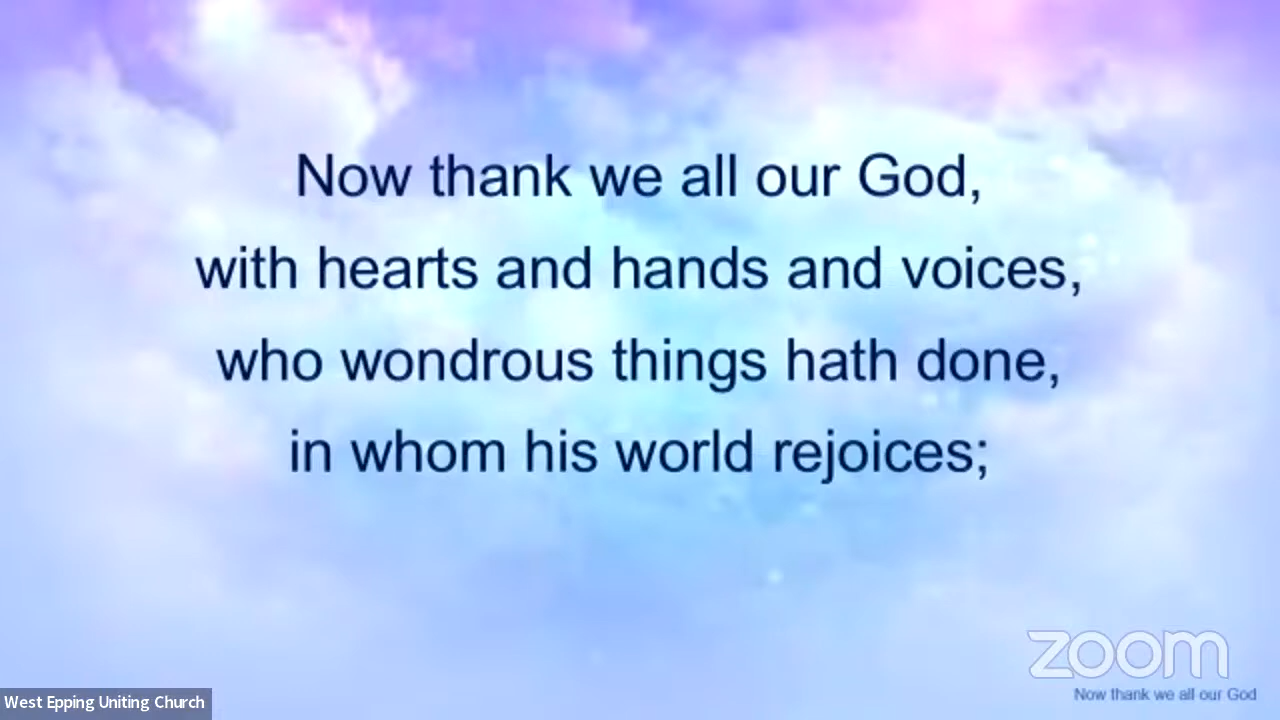 Now thank we all our God,
with hearts and hands and voices,
who wondrous things hath done,
in whom his world rejoices;
zoom
Now thank we all our God
West Epping Uniting Church